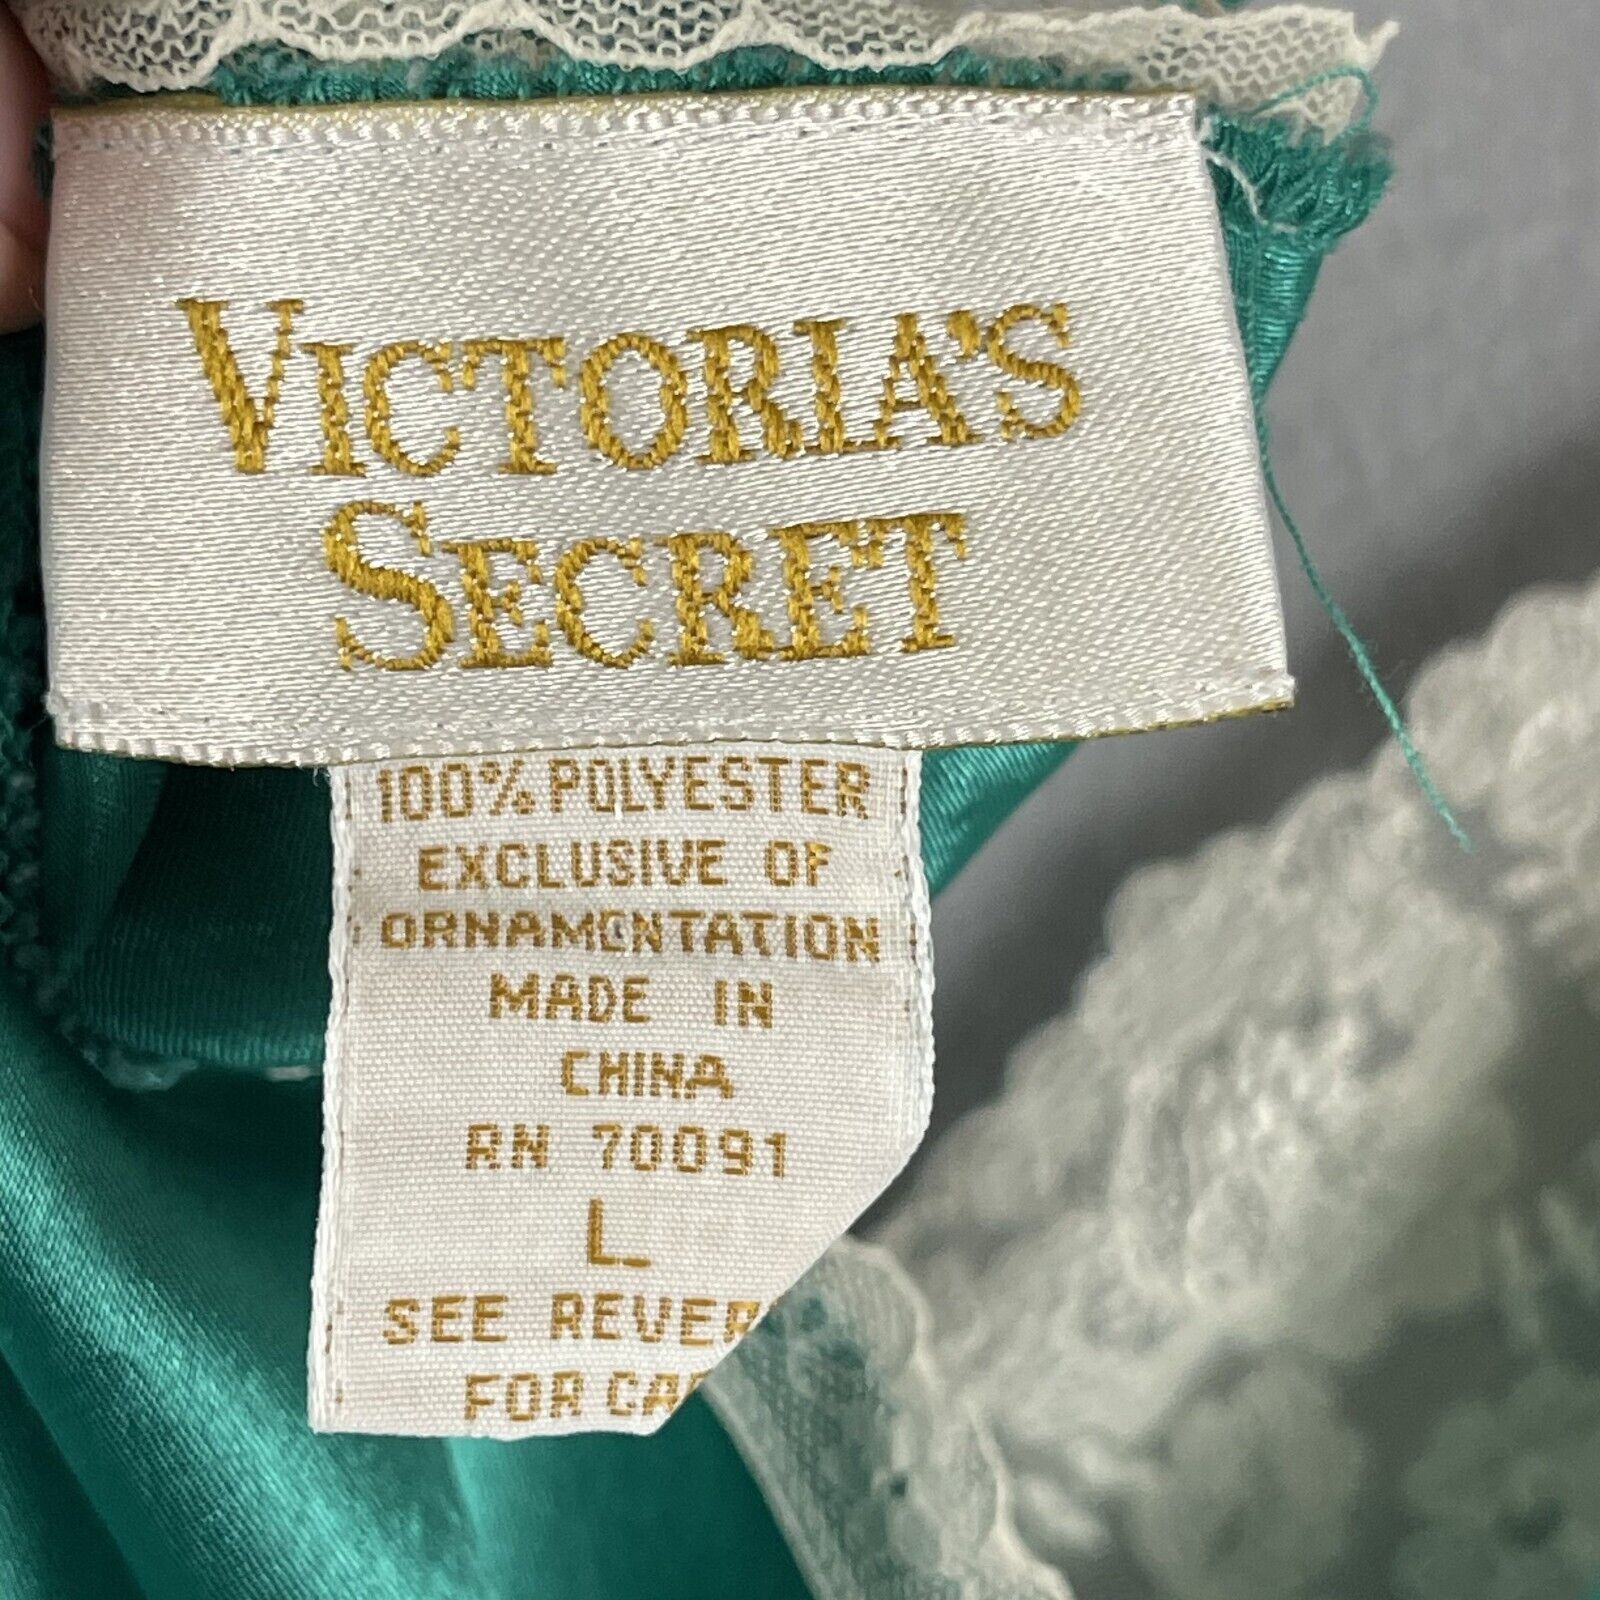 VICTORIA'S
SECRET
100% POLYESTER
EXCLUSIVE OF
ORNAMENTATION
MADE IN
CHINA
RN 70091
L
SEE REVER
FOR CA